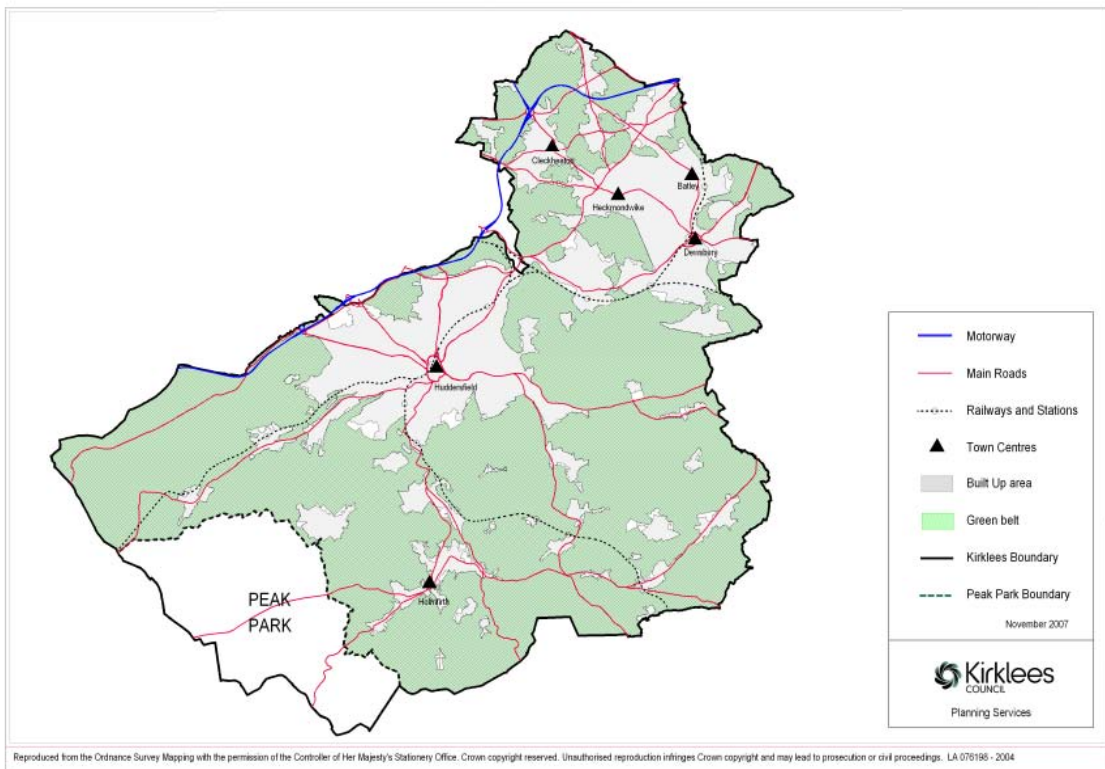 Cleckheaton
Batley
Heckmondwike
Dewsbury
Huddersfield
Holmfirth
PEAK
PARK
Motorway
Main Roads
Railways and Stations
Town Centres
Built Up area
Green belt
Kirklees Boundary
Peak Park Boundary
November 2007
Kirklees
COUNCIL
Planning Services
Reproduced from the Ordnance Survey Mapping with the permission of the Controller of Her Majesty's Stationery Office. Crown copyright reserved. Unauthorised reproduction infringes Crown copyright and may lead to prosecution or civil proceedings. LA 076198 - 2004